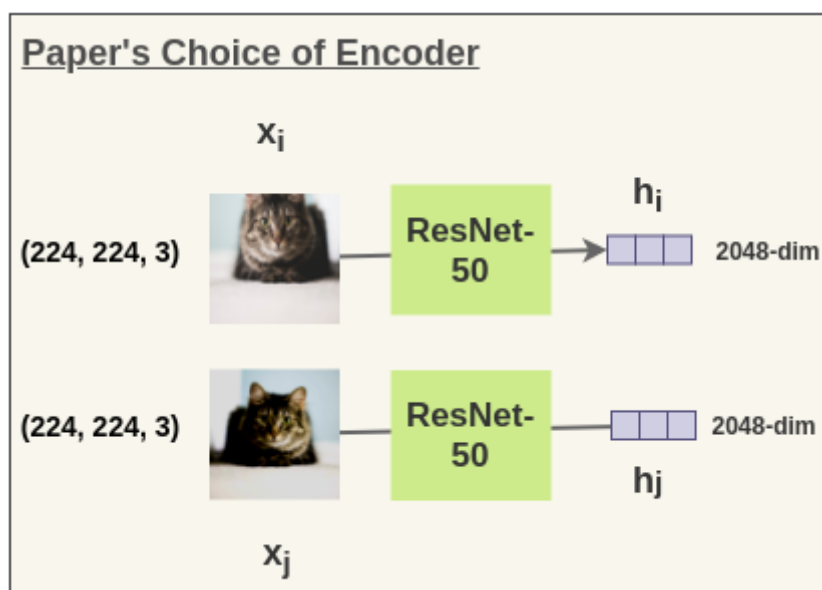 Paper's Choice of Encoder
xi
hi
(224, 224, 3)
ResNet-
50
2048-dim
(224, 224, 3)
ResNet-
50
2048-dim
hj
xj